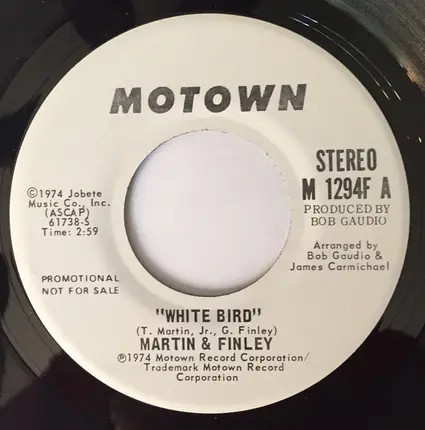 MOTOWN
©1974 Jobete
Music Co., Inc.
(ASCAP)
61738-S
Time: 2:59
PROMOTIONAL
NOT FOR SALE
STEREO
M 1294F A
PRODUCED BY
BOB GAUDIO
Arranged by
Bob Gaudio &
James Carmichael
"WHITE BIRD"
(T. Martin, Jr., G. Finley)
MARTIN & FINLEY
℗1974 Motown Record Corporation/
Trademark Motown Record
Corporation